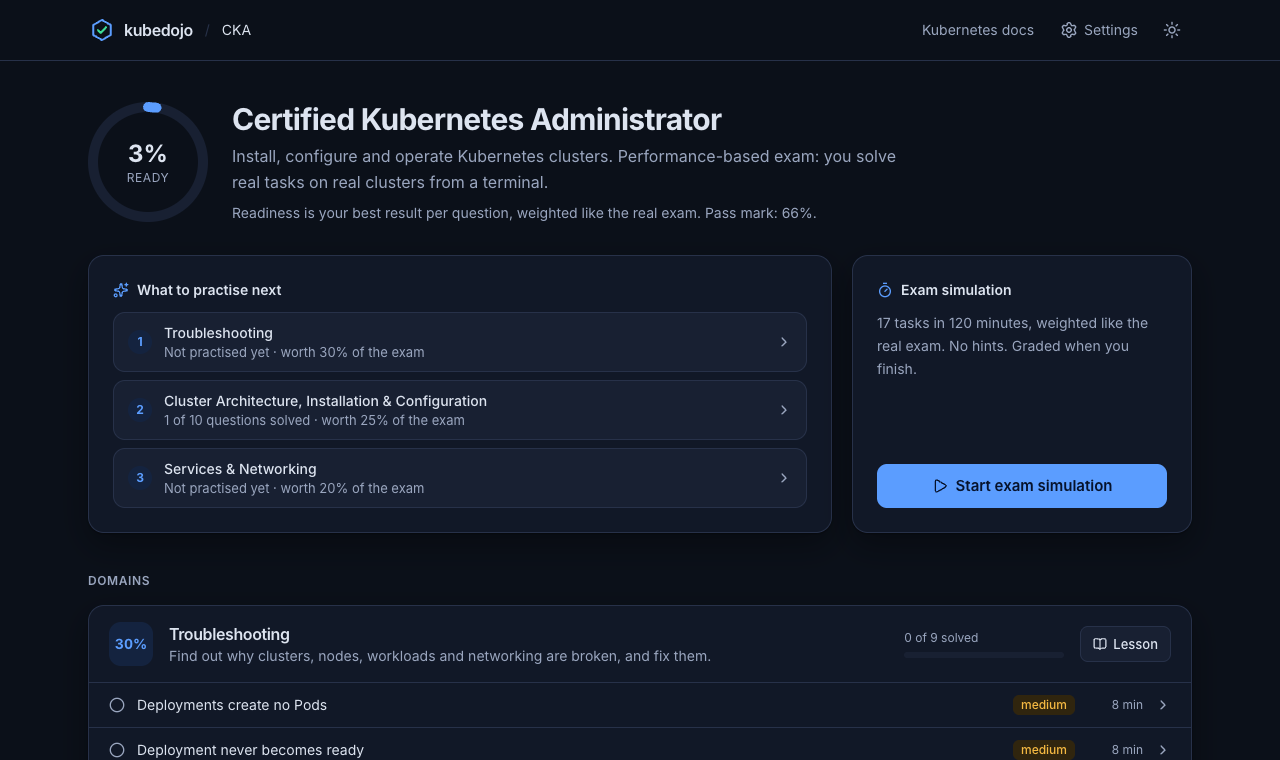 kubedojo / CKA
Kubernetes docs
Settings
3%
READY
Certified Kubernetes Administrator
Install, configure and operate Kubernetes clusters. Performance-based exam: you solve
real tasks on real clusters from a terminal.
Readiness is your best result per question, weighted like the real exam. Pass mark: 66%.
What to practise next
1
Troubleshooting
Not practised yet · worth 30% of the exam
2
Cluster Architecture, Installation & Configuration
1 of 10 questions solved · worth 25% of the exam
3
Services & Networking
Not practised yet · worth 20% of the exam
Exam simulation
17 tasks in 120 minutes, weighted like the
real exam. No hints. Graded when you
finish.
Start exam simulation
DOMAINS
30%
Troubleshooting
Find out why clusters, nodes, workloads and networking are broken, and fix them.
0 of 9 solved
Lesson
Deployments create no Pods
medium
8 min
Deployment never becomes ready
medium
8 min